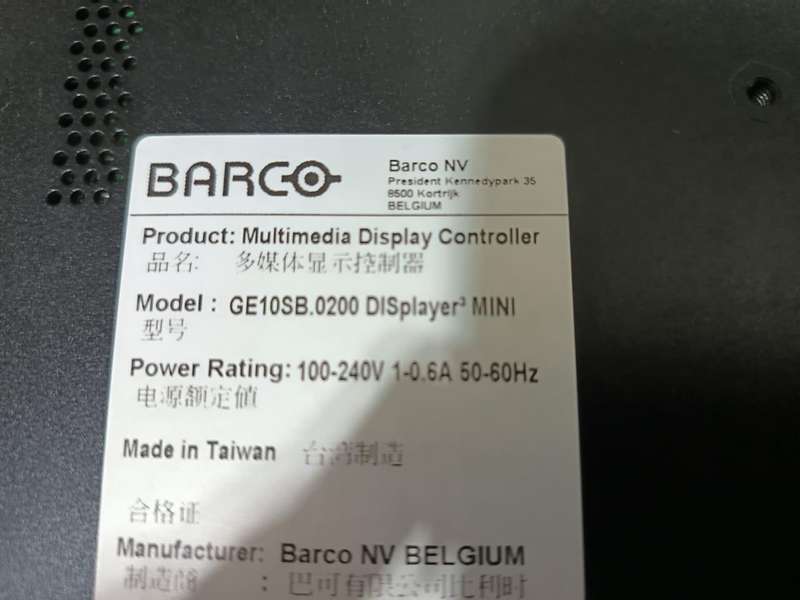 BARCO
Barco NV
President Kennedypark 35
8500 Kortrijk
BELGIUM
Product: Multimedia Display Controller
品名: 多媒体显示控制器
Model : GE10SB.0200 DISplayer³ MINI
型号
Power Rating: 100-240V 1-0.6A 50-60Hz
电源额定值
Made in Taiwan 台湾制造
合格证
Manufacturer: Barco NV BELGIUM
制造商 : 巴可有限公司比利时